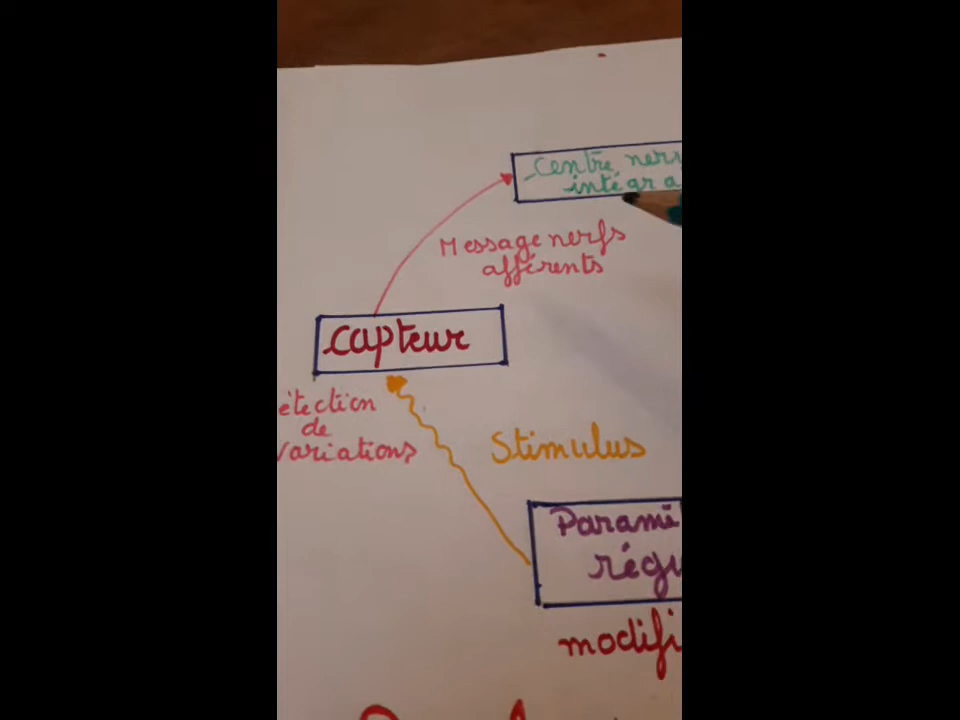 Centre nerv
intégra
Message nerfs
afférents
Capteur
étection
de
variations
Stimulus
Paramè
régu
modifi